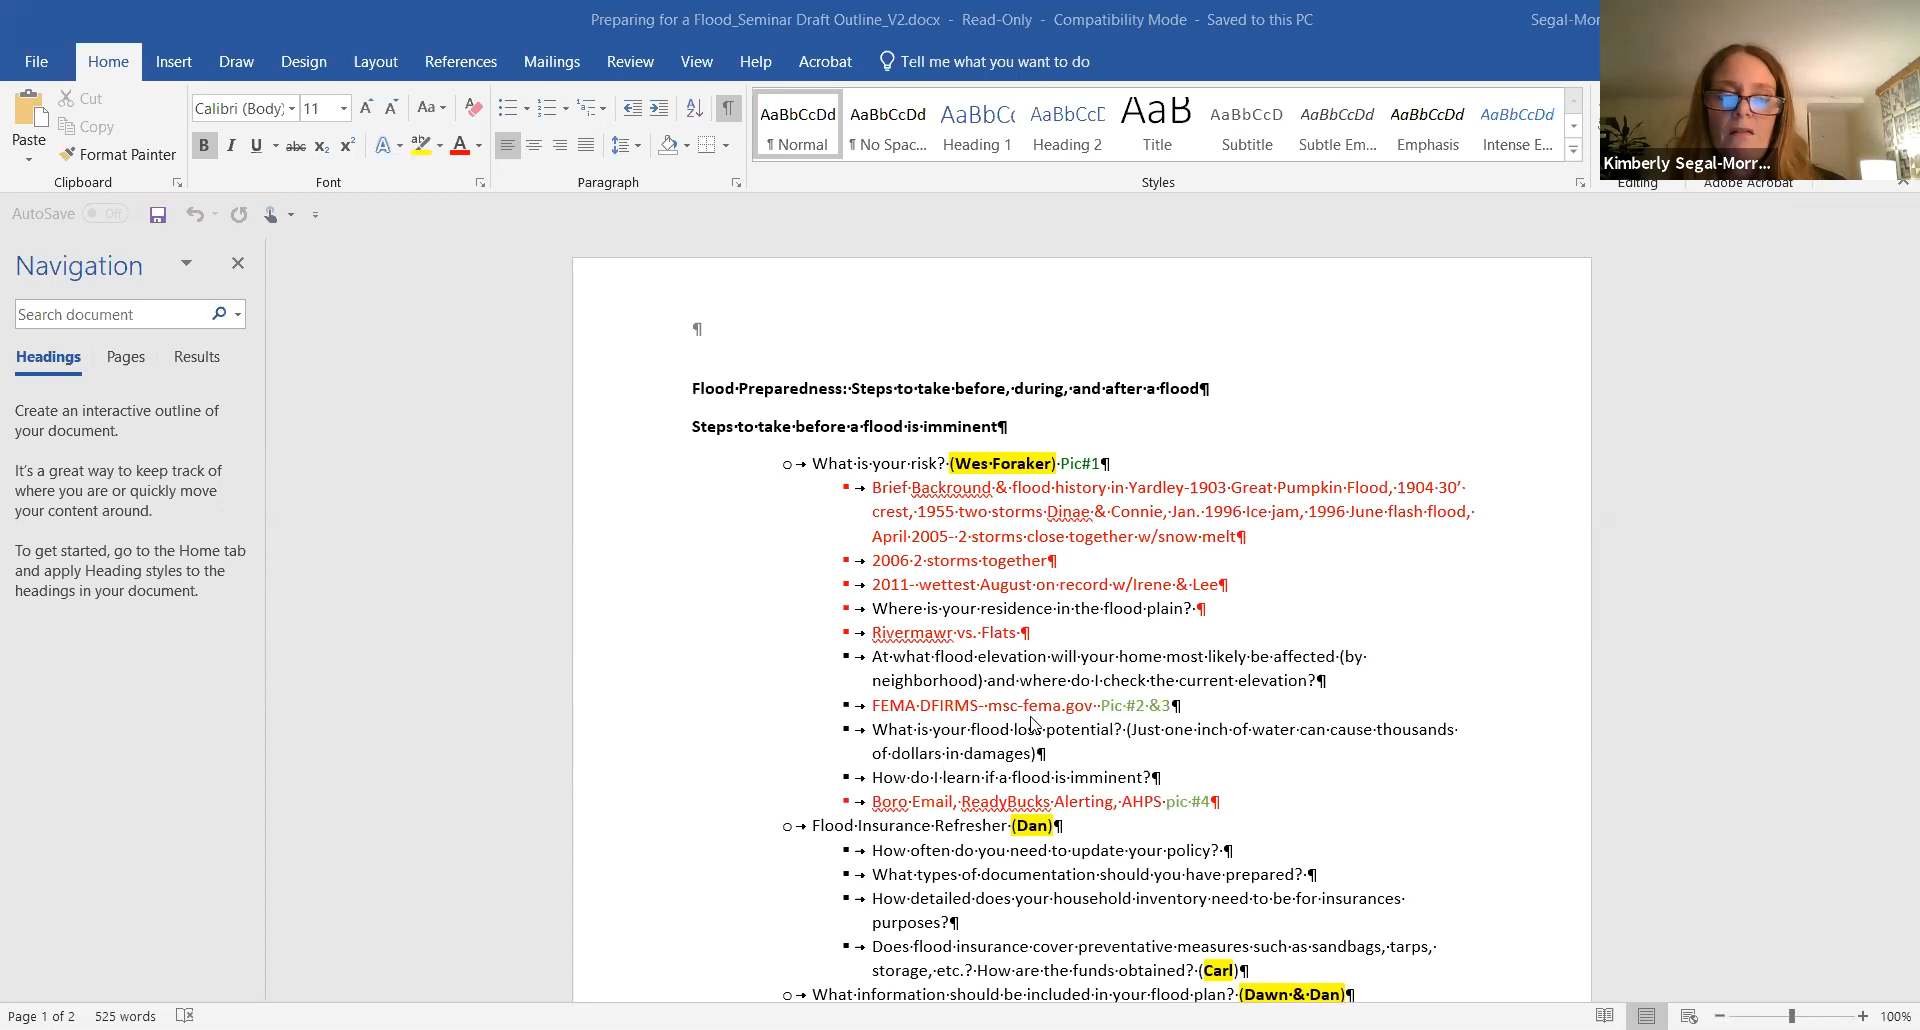 Preparing for a Flood_Seminar Draft Outline_V2.docx - Read-Only - Compatibility Mode - Saved to this PC
Segal-Mor
File Home Insert Draw Design Layout References Mailings Review View Help Acrobat Tell me what you want to do
Paste
Cut
Copy
Format Painter
Clipboard
Calibri (Body) 11
Font
Paragraph
AaBbCcDd AaBbCcDd AaBbCc AaBbCcD AaB AaBbCcD AaBbCcDd AaBbCcDd AaBbCcDd
¶ Normal ¶ No Spac... Heading 1 Heading 2 Title Subtitle Subtle Em... Emphasis Intense E...
Styles
Kimberly Segal-Morr...
Editing Adobe Acrobat
AutoSave Off
Navigation
Search document
Headings Pages Results
Create an interactive outline of
your document.
It's a great way to keep track of
where you are or quickly move
your content around.
To get started, go to the Home tab
and apply Heading styles to the
headings in your document.
¶
Flood·Preparedness:·Steps·to·take·before,·during,·and·after·a·flood¶
Steps·to·take·before·a·flood·is·imminent¶
o→What·is·your·risk?·(Wes·Foraker)·Pic#1¶
▪→Brief·Backround·&·flood·history·in·Yardley-1903·Great·Pumpkin·Flood,·1904·30’·
crest,·1955·two·storms·Dinae·&·Connie,·Jan.·1996·Ice·jam,·1996·June·flash·flood,·
April·2005-·2·storms·close·together·w/snow·melt¶
▪→2006·2·storms·together¶
▪→2011-·wettest·August·on·record·w/Irene·&·Lee¶
▪→Where·is·your·residence·in·the·flood·plain?·¶
▪→Rivermawr·vs.·Flats·¶
▪→At·what·flood·elevation·will·your·home·most·likely·be·affected·(by·
neighborhood)·and·where·do·I·check·the·current·elevation?¶
▪→FEMA·DFIRMS-·msc-fema.gov··Pic·#2·&3¶
▪→What·is·your·flood·loss·potential?·(Just·one·inch·of·water·can·cause·thousands·
of·dollars·in·damages)¶
▪→How·do·I·learn·if·a·flood·is·imminent?¶
▪→Boro·Email,·ReadyBucks·Alerting,·AHPS·pic·#4¶
o→Flood·Insurance·Refresher·(Dan)¶
▪→How·often·do·you·need·to·update·your·policy?·¶
▪→What·types·of·documentation·should·you·have·prepared?·¶
▪→How·detailed·does·your·household·inventory·need·to·be·for·insurances·
purposes?¶
▪→Does·flood·insurance·cover·preventative·measures·such·as·sandbags,·tarps,·
storage,·etc.?·How·are·the·funds·obtained?·(Carl)¶
o→What·information·should·be·included·in·your·flood·plan?·(Dawn·&·Dan)¶
Page 1 of 2 525 words
100%